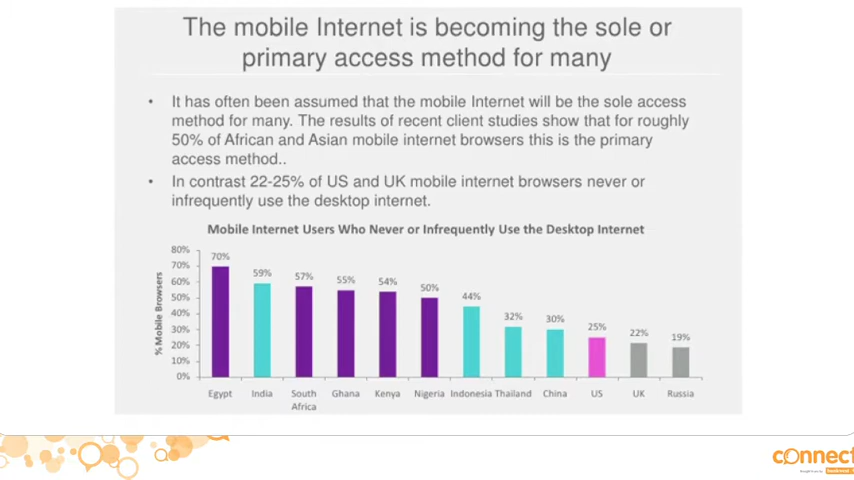 The mobile Internet is becoming the sole or
primary access method for many
• It has often been assumed that the mobile Internet will be the sole access
method for many. The results of recent client studies show that for roughly
50% of African and Asian mobile internet browsers this is the primary
access method..
• In contrast 22-25% of US and UK mobile internet browsers never or
infrequently use the desktop internet.
Mobile Internet Users Who Never or Infrequently Use the Desktop Internet
% Mobile Browsers
80%
70%
60%
50%
40%
30%
20%
10%
0%
70%
59%
57%
55%
54%
50%
44%
32%
30%
25%
22%
19%
Egypt
India
South
Africa
Ghana
Kenya
Nigeria
Indonesia
Thailand
China
US
UK
Russia
connect